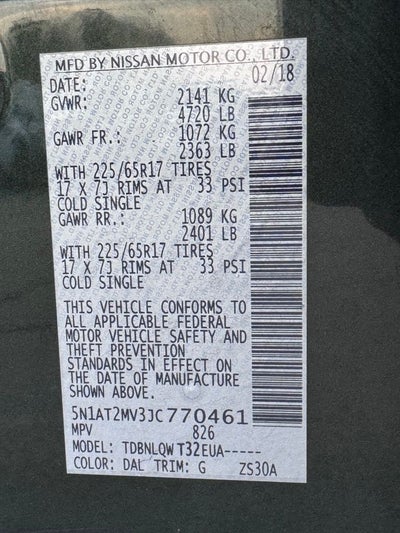 MFD BY NISSAN MOTOR CO., LTD.
DATE: 02/18
GVWR: 2141 KG
4720 LB
GAWR FR.: 1072 KG
2363 LB
WITH 225/65R17 TIRES
17 X 7J RIMS AT 33 PSI
COLD SINGLE
GAWR RR.: 1089 KG
2401 LB
WITH 225/65R17 TIRES
17 X 7J RIMS AT 33 PSI
COLD SINGLE
THIS VEHICLE CONFORMS TO
ALL APPLICABLE FEDERAL
MOTOR VEHICLE SAFETY AND
THEFT PREVENTION
STANDARDS IN EFFECT ON
THE DATE OF MANUFACTURE
SHOWN ABOVE.
5N1AT2MV3JC770461
MPV 826
MODEL: TDBNLQW T32EUA-----
COLOR: DAL TRIM: G ZS30A